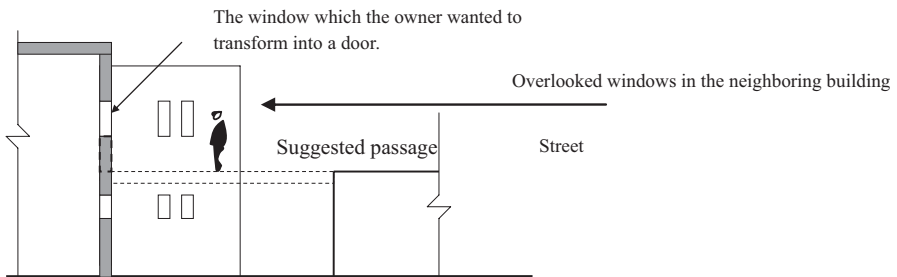 The window which the owner wanted to
transform into a door.
Overlooked windows in the neighboring building
Suggested passage
Street